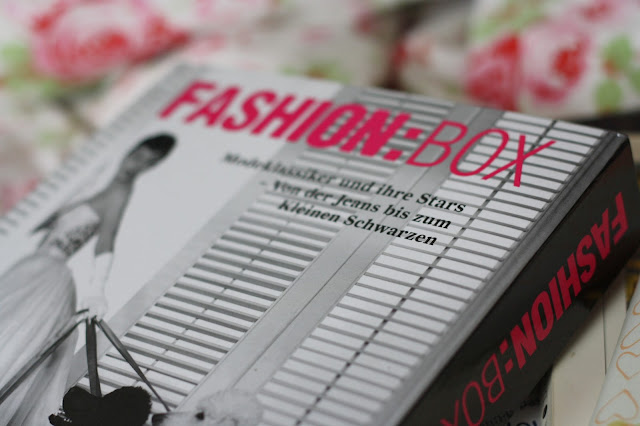 FASHION:BOX
Modeklassiker und ihre Stars
- von der Jeans bis zum
kleinen Schwarzen
FASHION:BOX